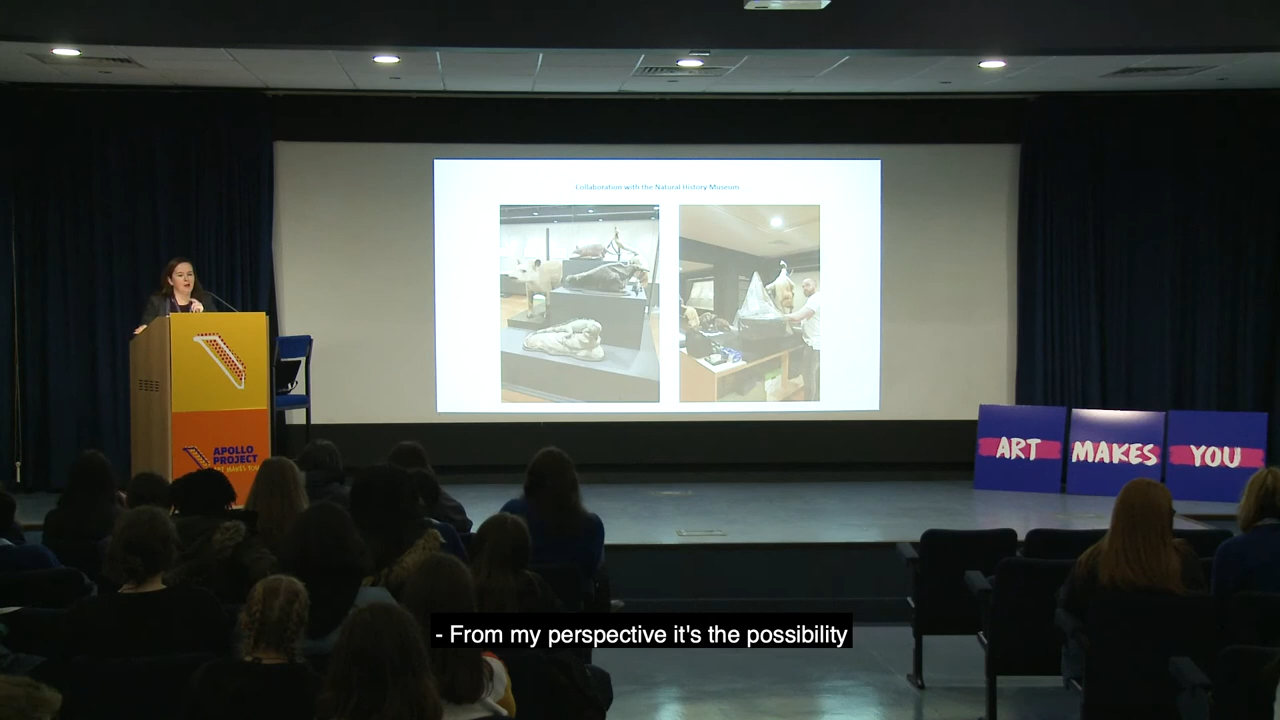 Collaboration with the Natural History Museum
APOLLO
PROJECT
ART MAKES YOU
ART MAKES YOU
- From my perspective it's the possibility